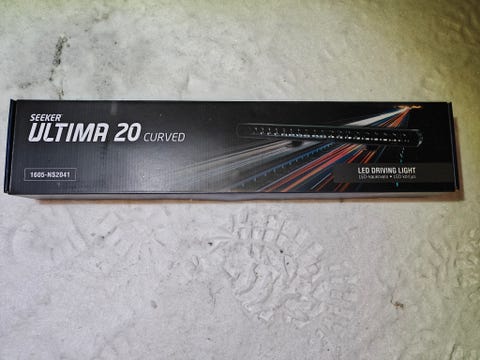 SEEKER
ULTIMA 20 CURVED
1605-NS2041
LED DRIVING LIGHT